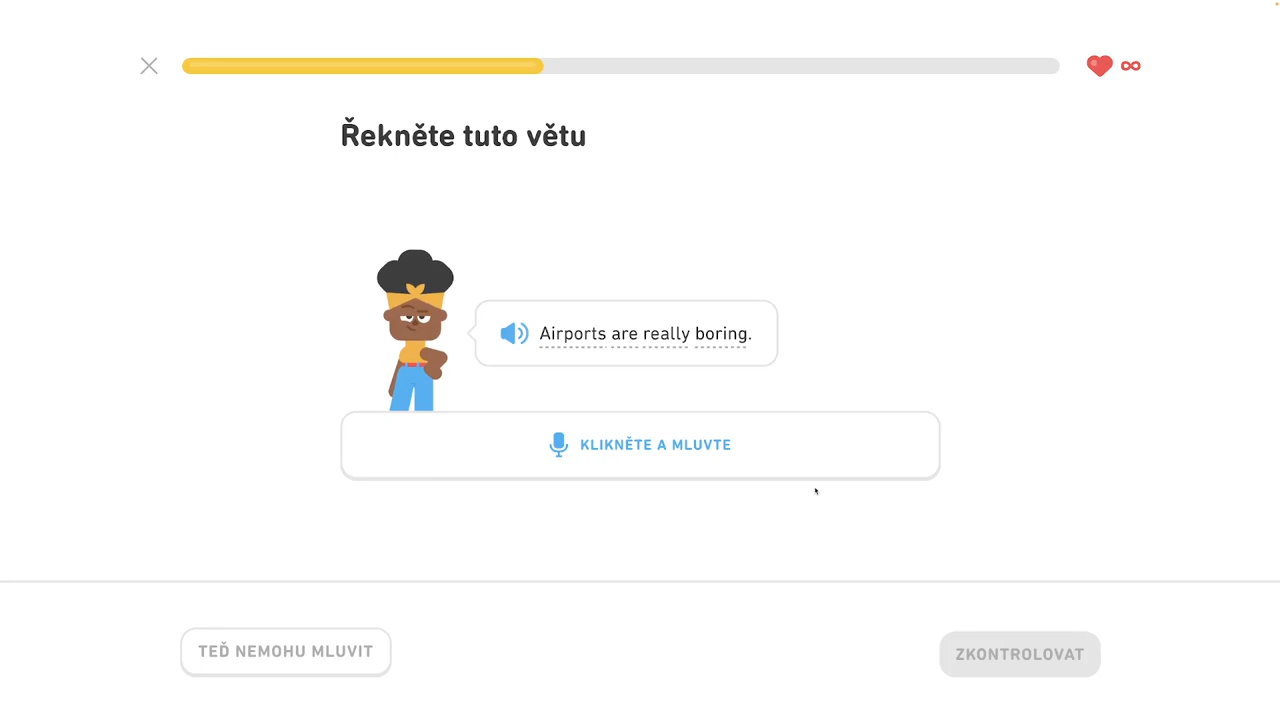 Řekněte tuto větu
Airports are really boring.
KLIKNĚTE A MLUVTE
TEĎ NEMOHU MLUVIT
ZKONTROLOVAT